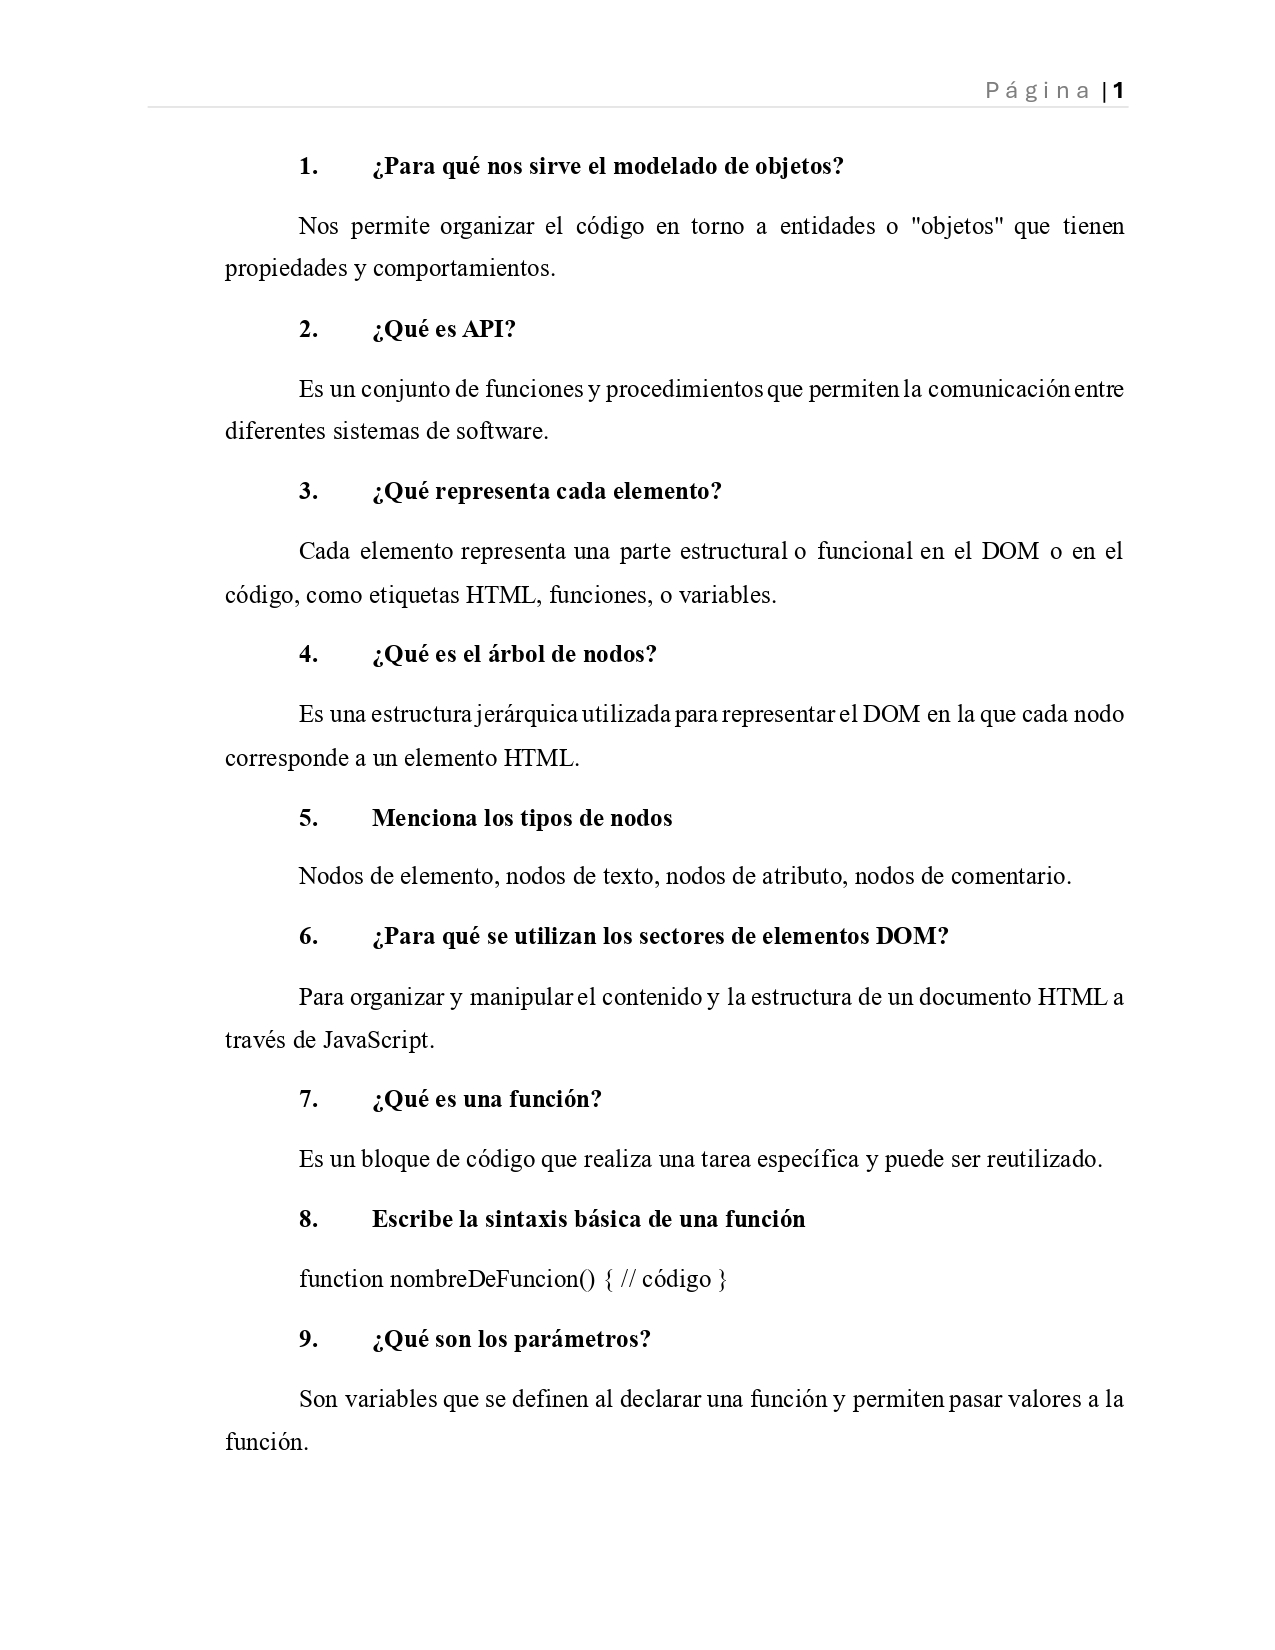 Página | 1
1. ¿Para qué nos sirve el modelado de objetos?
Nos permite organizar el código en torno a entidades o "objetos" que tienen
propiedades y comportamientos.
2. ¿Qué es API?
Es un conjunto de funciones y procedimientos que permiten la comunicación entre
diferentes sistemas de software.
3. ¿Qué representa cada elemento?
Cada elemento representa una parte estructural o funcional en el DOM o en el
código, como etiquetas HTML, funciones, o variables.
4. ¿Qué es el árbol de nodos?
Es una estructura jerárquica utilizada para representar el DOM en la que cada nodo
corresponde a un elemento HTML.
5. Menciona los tipos de nodos
Nodos de elemento, nodos de texto, nodos de atributo, nodos de comentario.
6. ¿Para qué se utilizan los sectores de elementos DOM?
Para organizar y manipular el contenido y la estructura de un documento HTML a
través de JavaScript.
7. ¿Qué es una función?
Es un bloque de código que realiza una tarea específica y puede ser reutilizado.
8. Escribe la sintaxis básica de una función
function nombreDeFuncion() { // código }
9. ¿Qué son los parámetros?
Son variables que se definen al declarar una función y permiten pasar valores a la
función.